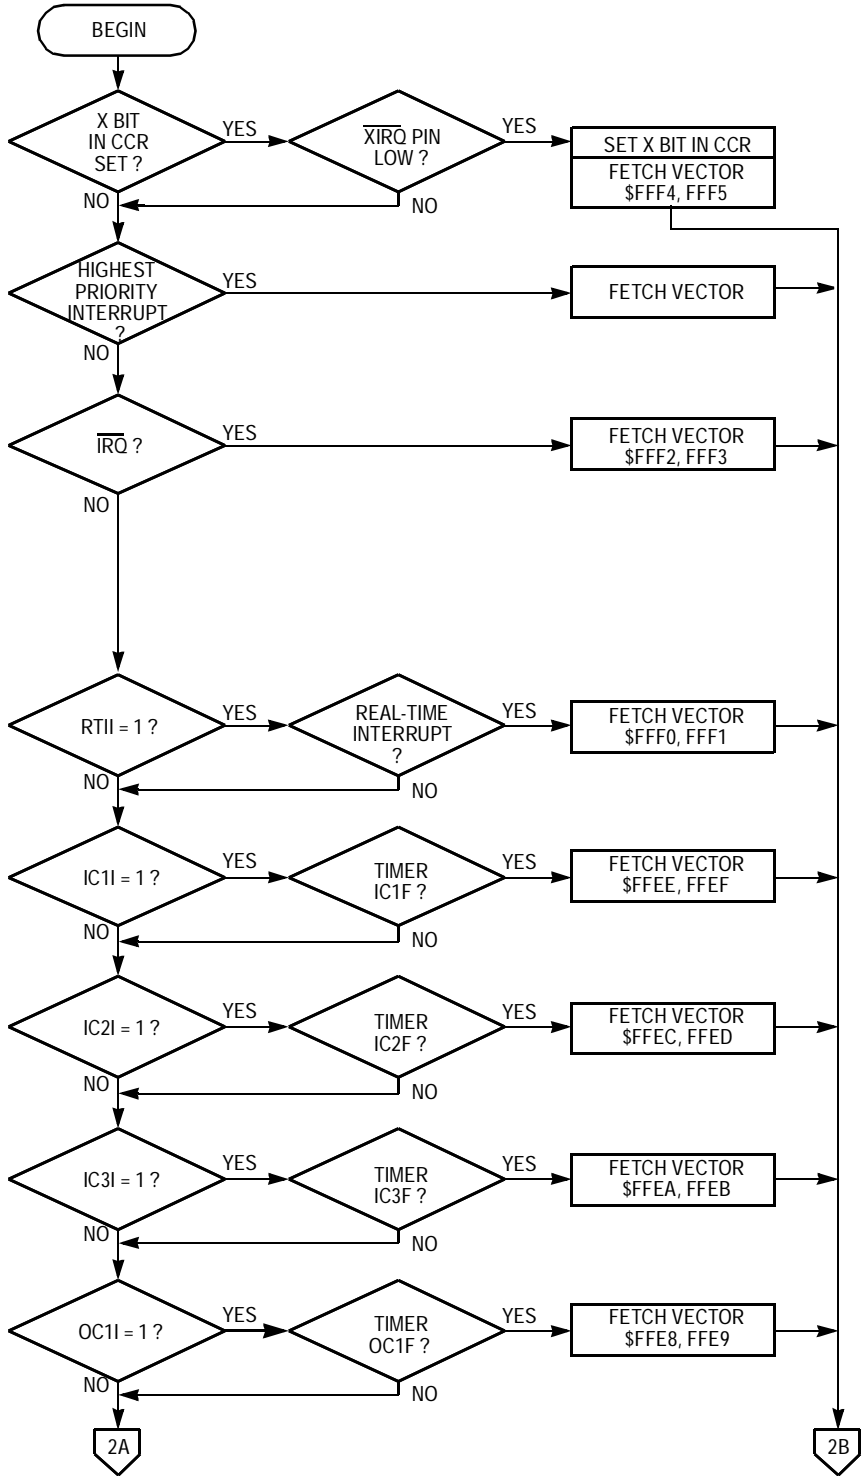 BEGIN
X BIT
IN CCR
SET ?
YES
XIRQ PIN
LOW ?
YES
SET X BIT IN CCR
FETCH VECTOR
$FFF4, FFF5
NO
NO
HIGHEST
PRIORITY
INTERRUPT
?
YES
FETCH VECTOR
NO
IRQ ?
YES
FETCH VECTOR
$FFF2, FFF3
NO
RTII = 1 ?
YES
REAL-TIME
INTERRUPT
?
YES
FETCH VECTOR
$FFF0, FFF1
NO
NO
IC1I = 1 ?
YES
TIMER
IC1F ?
YES
FETCH VECTOR
$FFEE, FFEF
NO
NO
IC2I = 1 ?
YES
TIMER
IC2F ?
YES
FETCH VECTOR
$FFEC, FFED
NO
NO
IC3I = 1 ?
YES
TIMER
IC3F ?
YES
FETCH VECTOR
$FFEA, FFEB
NO
NO
OC1I = 1 ?
YES
TIMER
OC1F ?
YES
FETCH VECTOR
$FFE8, FFE9
NO
NO
2A
2B